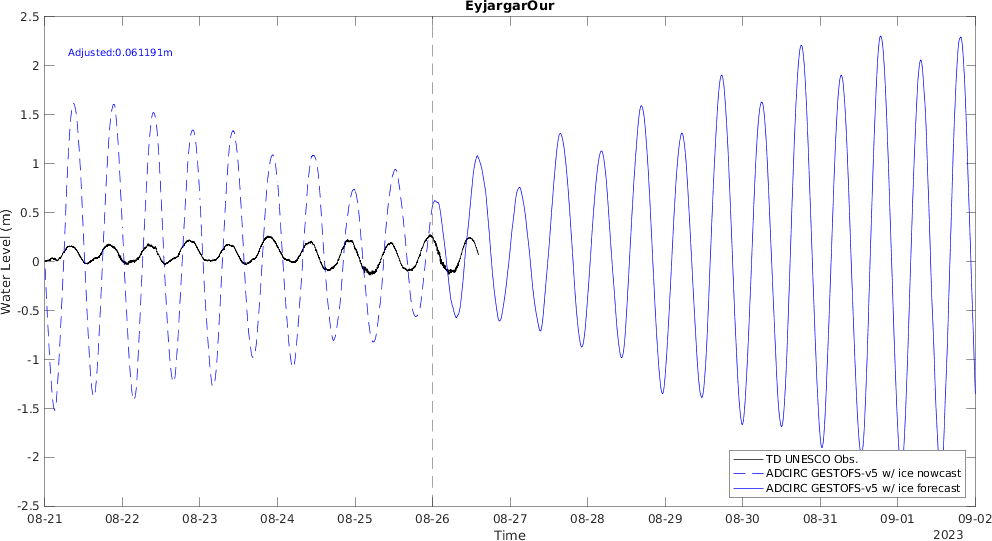 EyjargarOur
Adjusted:0.061191m
2.5
2
1.5
1
0.5
0
-0.5
-1
-1.5
-2
-2.5
Water Level (m)
08-21 08-22 08-23 08-24 08-25 08-26 08-27 08-28 08-29 08-30 08-31 09-01 09-02
Time
2023
TD UNESCO Obs.
ADCIRC GESTOFS-v5 w/ ice nowcast
ADCIRC GESTOFS-v5 w/ ice forecast